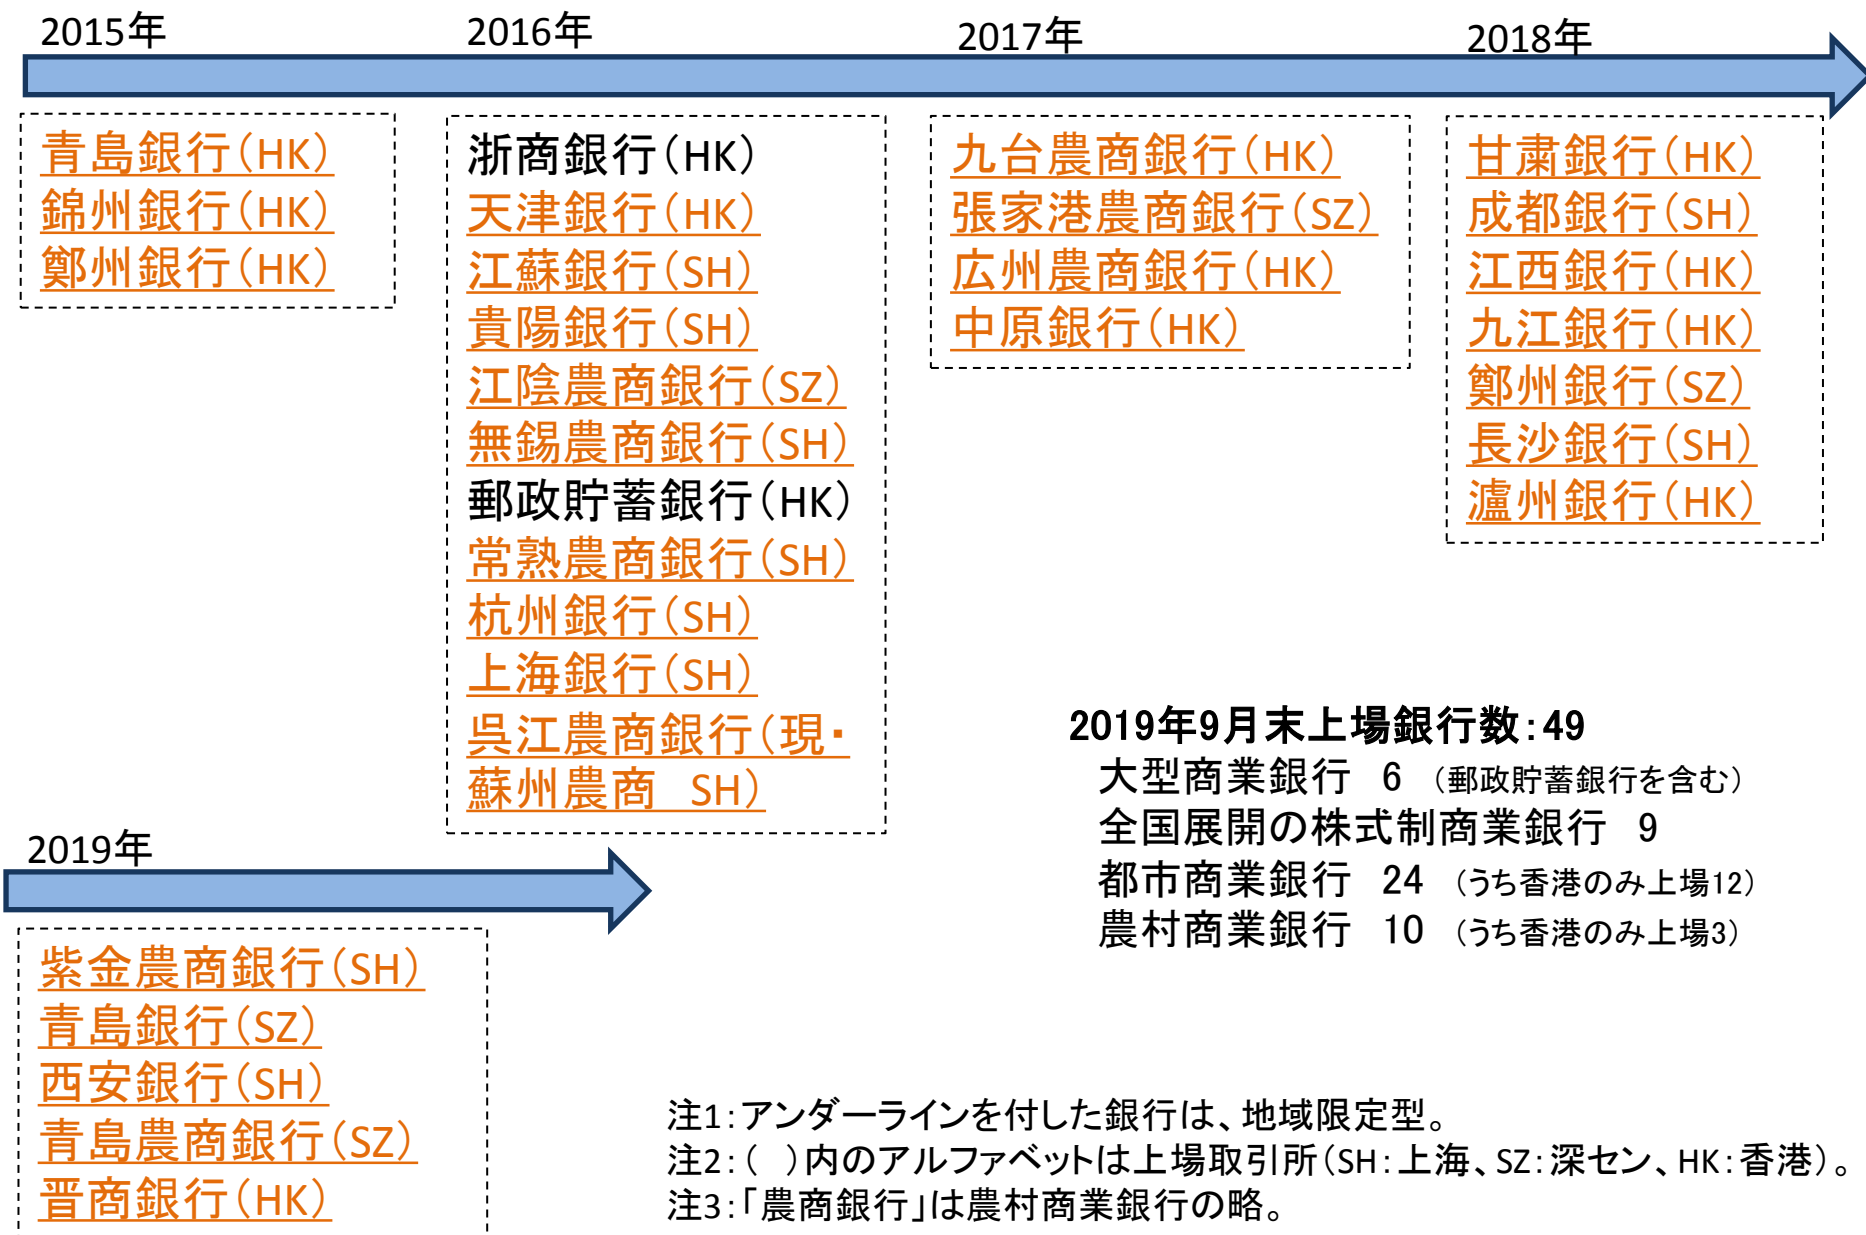 2015年
青島銀行(HK)
錦州銀行(HK)
鄭州銀行(HK)
2016年
浙商銀行(HK)
天津銀行(HK)
江蘇銀行(SH)
貴陽銀行(SH)
江陰農商銀行(SZ)
無錫農商銀行(SH)
郵政貯蓄銀行(HK)
常熟農商銀行(SH)
杭州銀行(SH)
上海銀行(SH)
呉江農商銀行(現・
蘇州農商　SH)
2017年
九台農商銀行(HK)
張家港農商銀行(SZ)
広州農商銀行(HK)
中原銀行(HK)
2018年
甘粛銀行(HK)
成都銀行(SH)
江西銀行(HK)
九江銀行(HK)
鄭州銀行(SZ)
長沙銀行(SH)
瀘州銀行(HK)
2019年
紫金農商銀行(SH)
青島銀行(SZ)
西安銀行(SH)
青島農商銀行(SZ)
晋商銀行(HK)
2019年9月末上場銀行数:49
大型商業銀行　6　(郵政貯蓄銀行を含む)
全国展開の株式制商業銀行　9
都市商業銀行　24　(うち香港のみ上場12)
農村商業銀行　10　(うち香港のみ上場3)
注1:アンダーラインを付した銀行は、地域限定型。
注2:(　)内のアルファベットは上場取引所(SH:上海、SZ:深セン、HK:香港)。
注3:「農商銀行」は農村商業銀行の略。